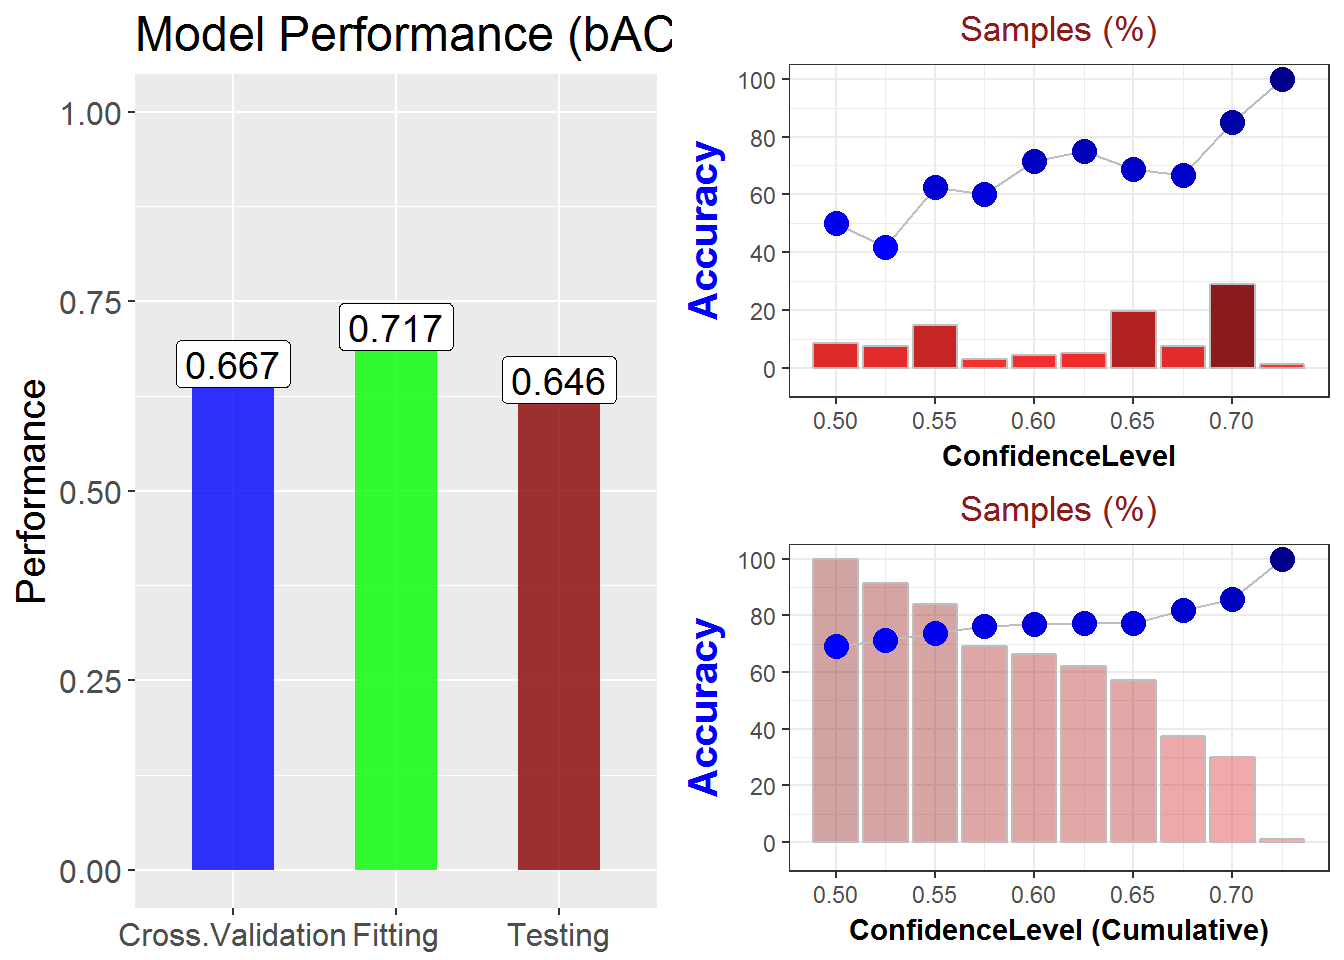 Model Performance (bAC
Performance
1.00
0.75
0.50
0.25
0.00
0.667
0.717
0.646
Cross.Validation
Fitting
Testing
Samples (%)
Accuracy
100
80
60
40
20
0
0.50
0.55
0.60
0.65
0.70
ConfidenceLevel
Samples (%)
Accuracy
100
80
60
40
20
0
0.50
0.55
0.60
0.65
0.70
ConfidenceLevel (Cumulative)